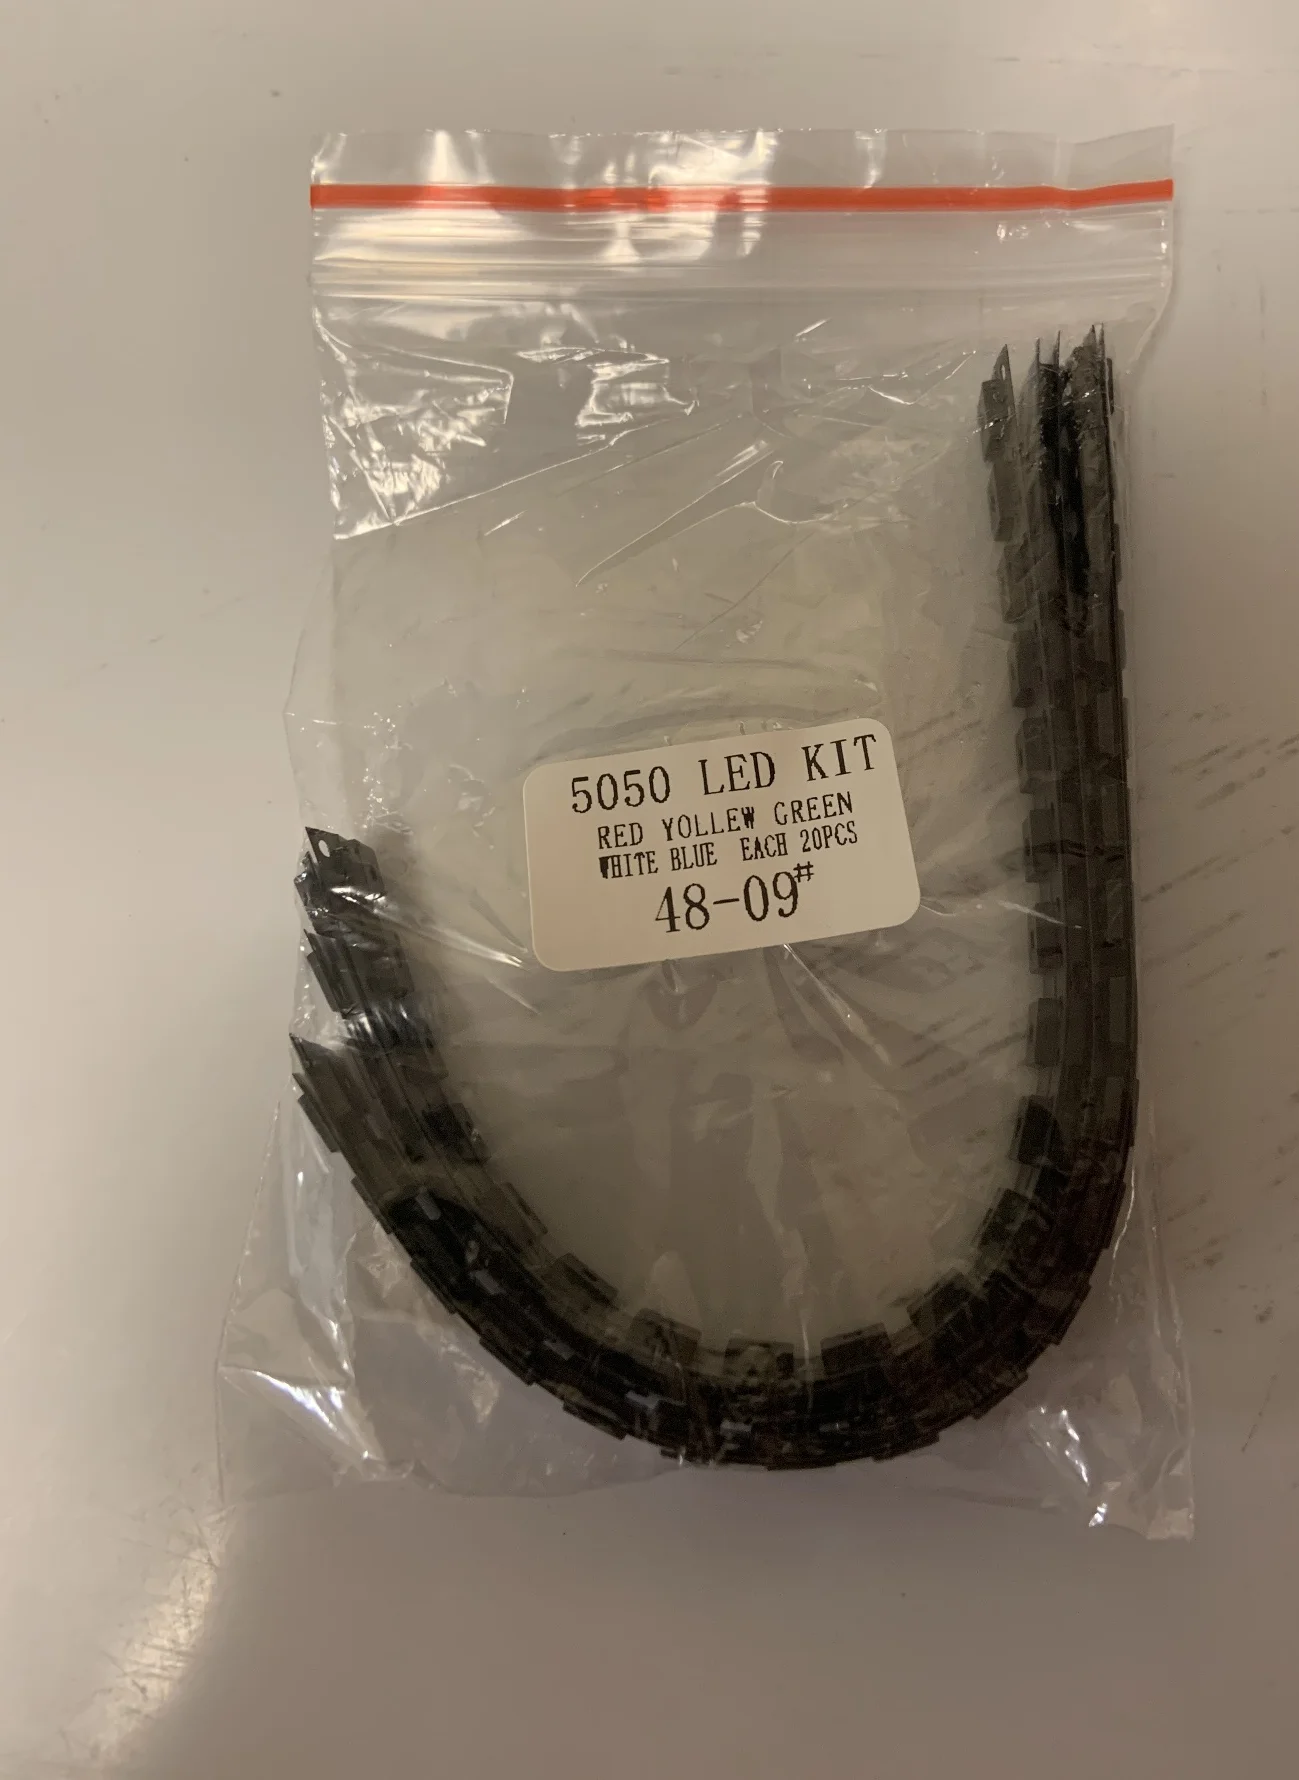 5050 LED KIT
RED YOLLEW GREEN
WHITE BLUE EACH 20PCS
48-09#